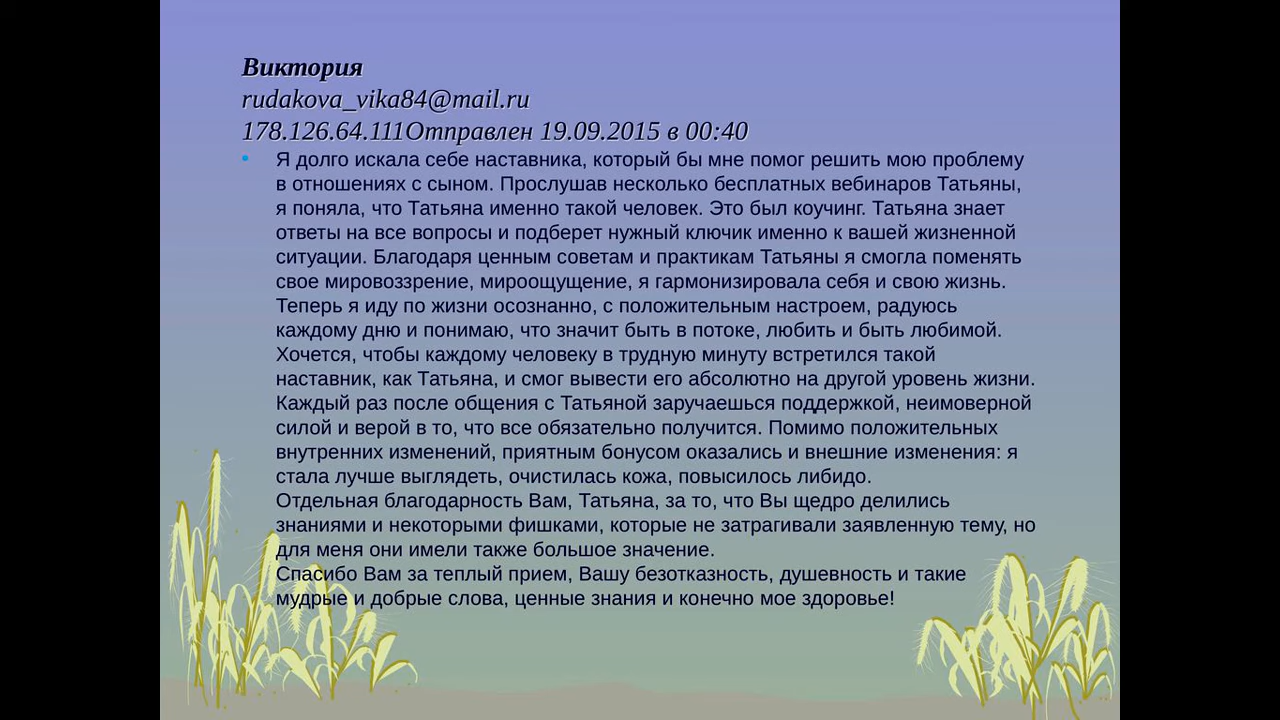 Виктория
rudakova_vika84@mail.ru
178.126.64.111Отправлен 19.09.2015 в 00:40
• Я долго искала себе наставника, который бы мне помог решить мою проблему
в отношениях с сыном. Прослушав несколько бесплатных вебинаров Татьяны,
я поняла, что Татьяна именно такой человек. Это был коучинг. Татьяна знает
ответы на все вопросы и подберет нужный ключик именно к вашей жизненной
ситуации. Благодаря ценным советам и практикам Татьяны я смогла поменять
свое мировоззрение, мироощущение, я гармонизировала себя и свою жизнь.
Теперь я иду по жизни осознанно, с положительным настроем, радуюсь
каждому дню и понимаю, что значит быть в потоке, любить и быть любимой.
Хочется, чтобы каждому человеку в трудную минуту встретился такой
наставник, как Татьяна, и смог вывести его абсолютно на другой уровень жизни.
Каждый раз после общения с Татьяной заручаешься поддержкой, неимоверной
силой и верой в то, что все обязательно получится. Помимо положительных
внутренних изменений, приятным бонусом оказались и внешние изменения: я
стала лучше выглядеть, очистилась кожа, повысилось либидо.
Отдельная благодарность Вам, Татьяна, за то, что Вы щедро делились
знаниями и некоторыми фишками, которые не затрагивали заявленную тему, но
для меня они имели также большое значение.
Спасибо Вам за теплый прием, Вашу безотказность, душевность и такие
мудрые и добрые слова, ценные знания и конечно мое здоровье!